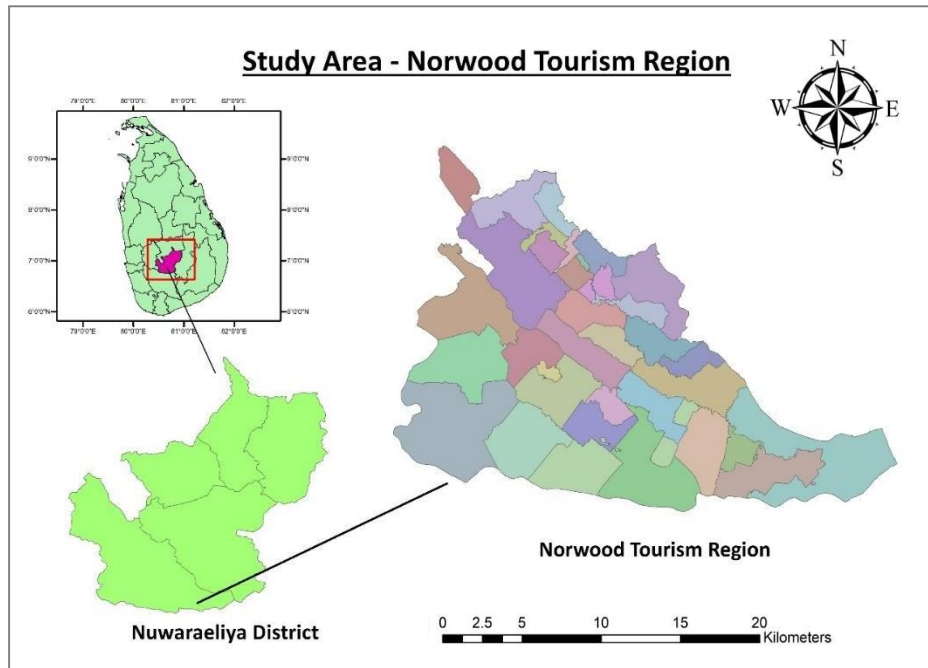 Study Area - Norwood Tourism Region
N
W E
S
79°0'0"E 80°0'0"E 81°0'0"E 82°0'0"E
9°0'0"N 9°0'0"N
8°0'0"N 8°0'0"N
7°0'0"N 7°0'0"N
6°0'0"N 6°0'0"N
79°0'0"E 80°0'0"E 81°0'0"E 82°0'0"E
Norwood Tourism Region
Nuwaraeliya District
0 2.5 5 10 15 20
Kilometers